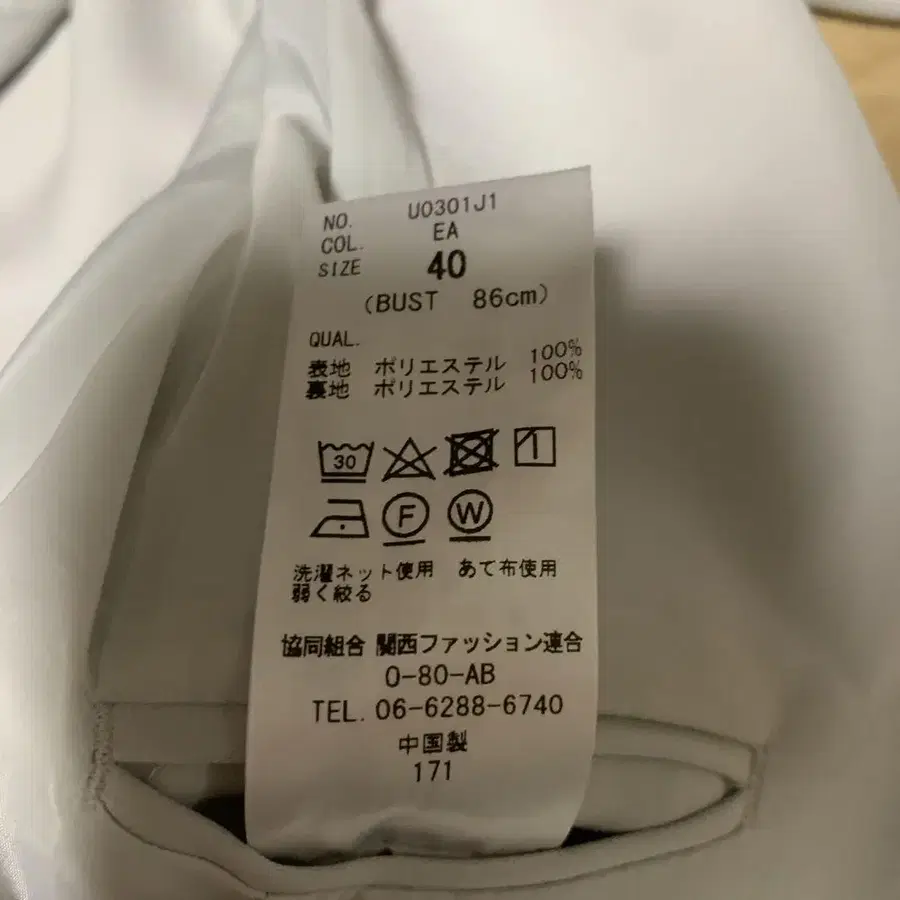 NO. U0301J1
COL. EA
SIZE 40
(BUST 86cm)
QUAL.
表地 ポリエステル 100%
裏地 ポリエステル 100%
30
F W
洗濯ネット使用 あて布使用
弱く絞る
協同組合 関西ファッション連合
0-80-AB
TEL. 06-6288-6740
中国製
171